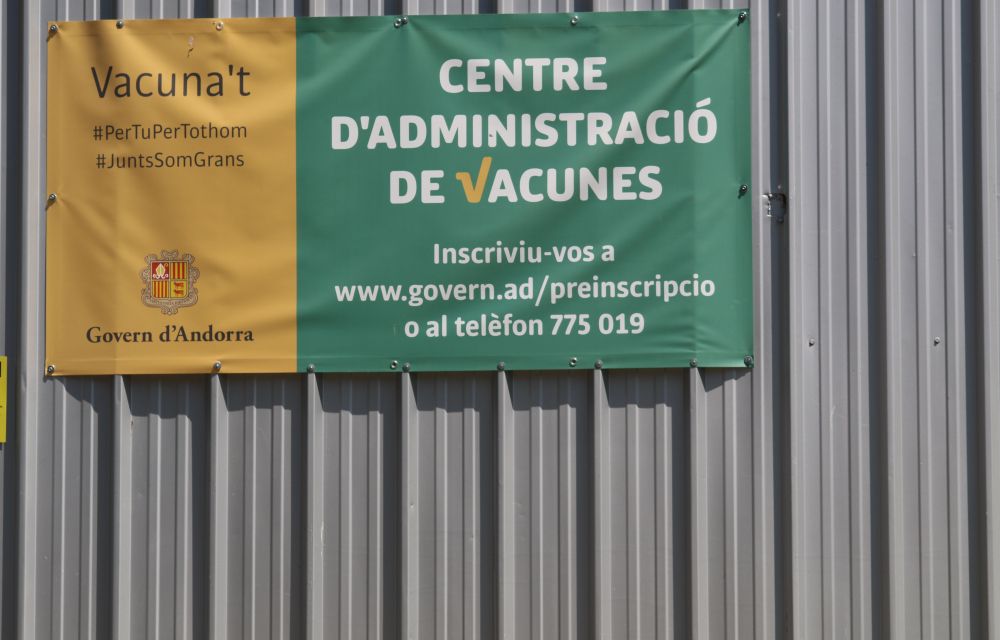 Vacuna't
#PerTuPerTothom
#JuntsSomGrans
Govern d'Andorra
CENTRE
D'ADMINISTRACIÓ
DE VACUNES
Inscriviu-vos a
www.govern.ad/preinscripcio
o al telèfon 775 019